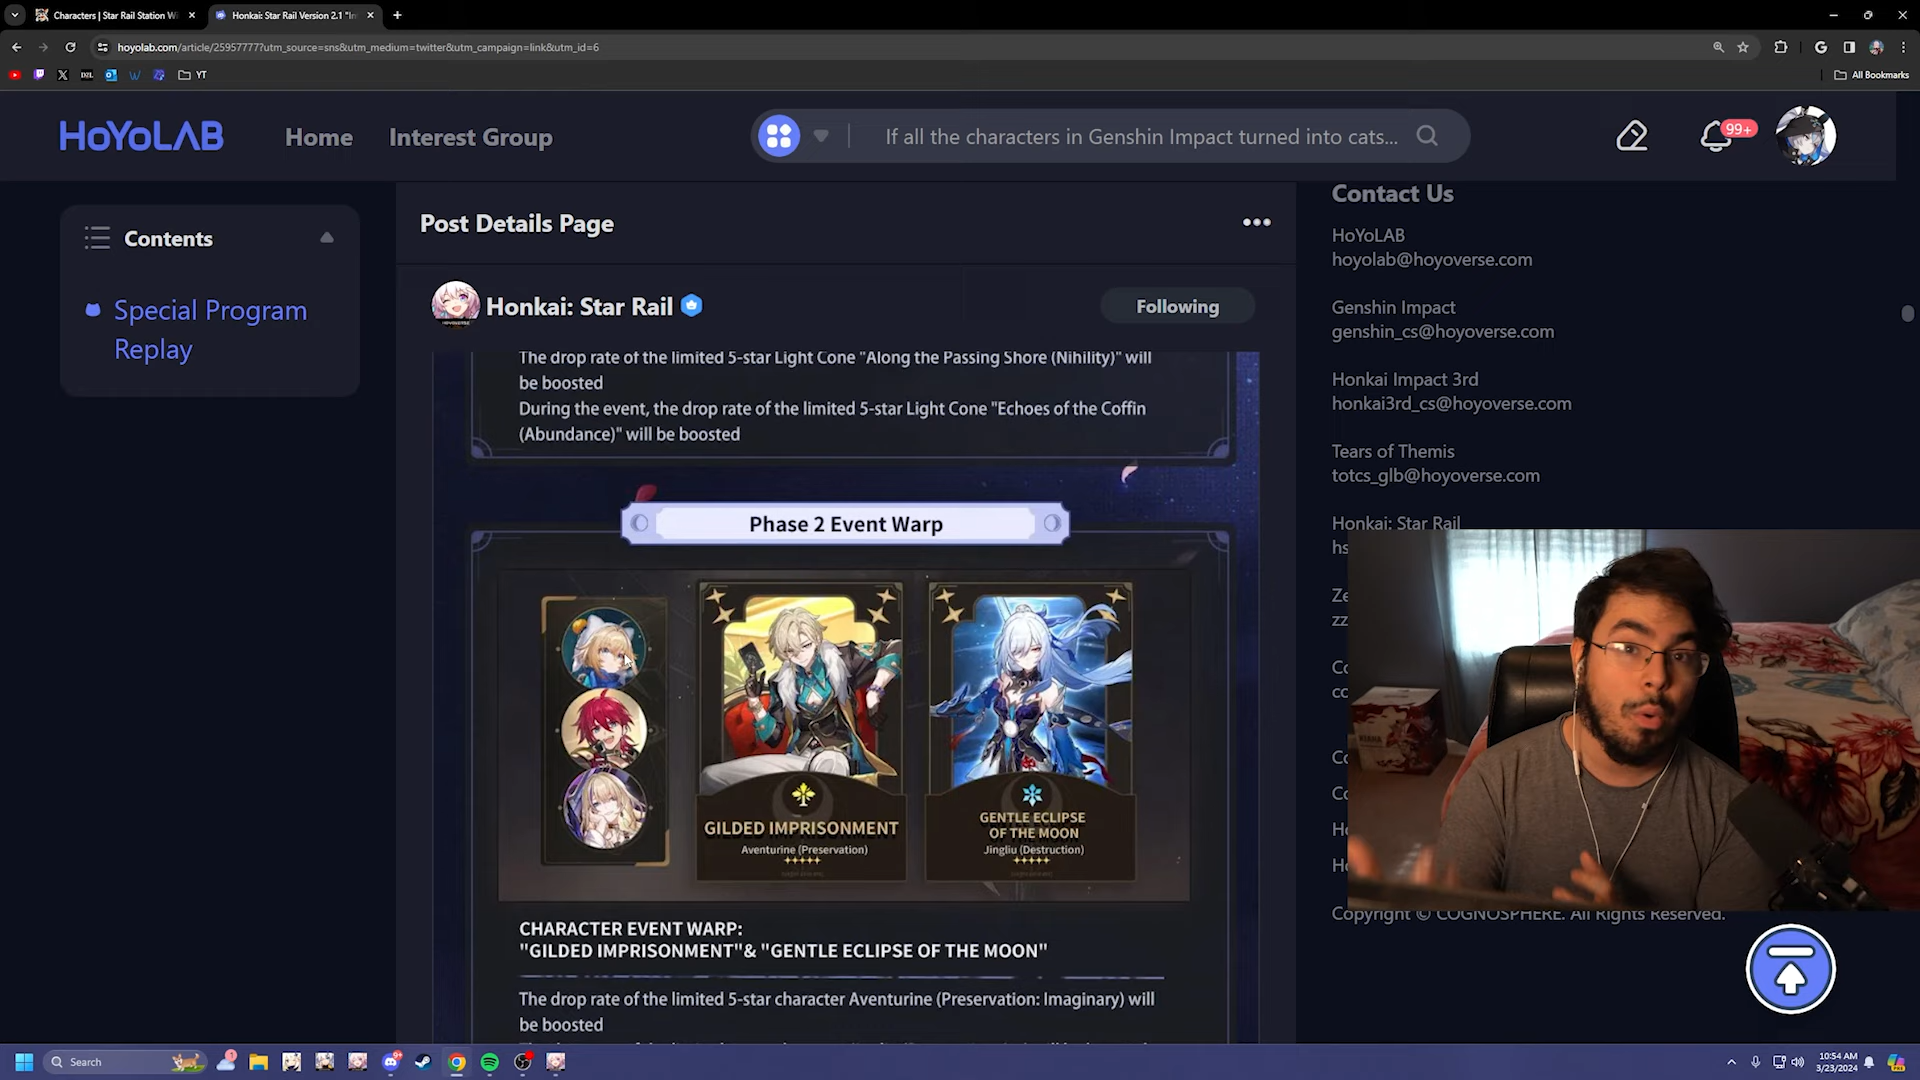 Characters | Star Rail Station Wi
Honkai: Star Rail Version 2.1 "In
hoyolab.com/article/25957777?utm_source=sns&utm_medium=twitter&utm_campaign=link&utm_id=6
YT
All Bookmarks
HoYoLAB
Home
Interest Group
If all the characters in Genshin Impact turned into cats...
99+
Contents
Special Program
Replay
Post Details Page
Honkai: Star Rail
Following
The drop rate of the limited 5-star Light Cone "Along the Passing Shore (Nihility)" will
be boosted
During the event, the drop rate of the limited 5-star Light Cone "Echoes of the Coffin
(Abundance)" will be boosted
Phase 2 Event Warp
GILDED IMPRISONMENT
Aventurine (Preservation)
GENTLE ECLIPSE
OF THE MOON
Jingliu (Destruction)
CHARACTER EVENT WARP:
"GILDED IMPRISONMENT"& "GENTLE ECLIPSE OF THE MOON"
The drop rate of the limited 5-star character Aventurine (Preservation: Imaginary) will
be boosted
Contact Us
HoYoLAB
hoyolab@hoyoverse.com
Genshin Impact
genshin_cs@hoyoverse.com
Honkai Impact 3rd
honkai3rd_cs@hoyoverse.com
Tears of Themis
totcs_glb@hoyoverse.com
Honkai: Star Rail
Copyright © COGNOSPHERE. All Rights Reserved.
Search
10:54 AM
3/23/2024